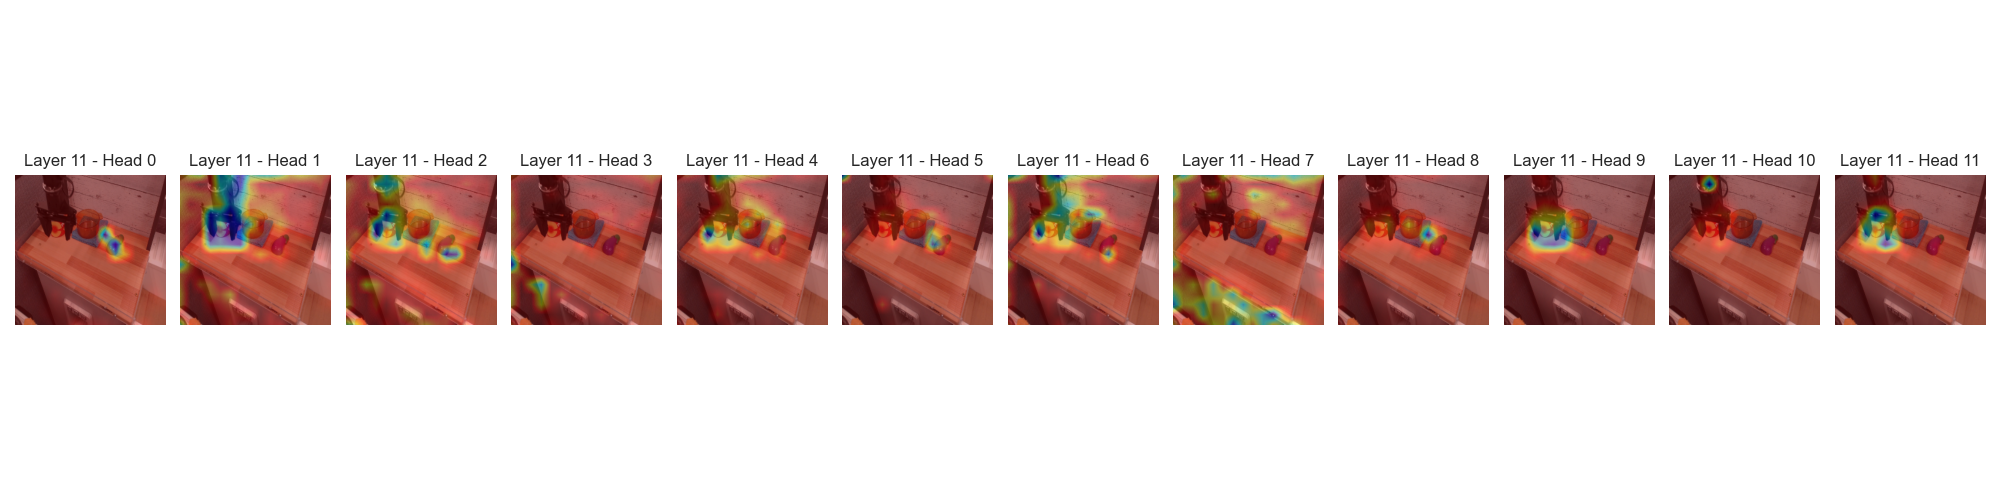 Layer 11 - Head 0
Layer 11 - Head 1
Layer 11 - Head 2
Layer 11 - Head 3
Layer 11 - Head 4
Layer 11 - Head 5
Layer 11 - Head 6
Layer 11 - Head 7
Layer 11 - Head 8
Layer 11 - Head 9
Layer 11 - Head 10
Layer 11 - Head 11